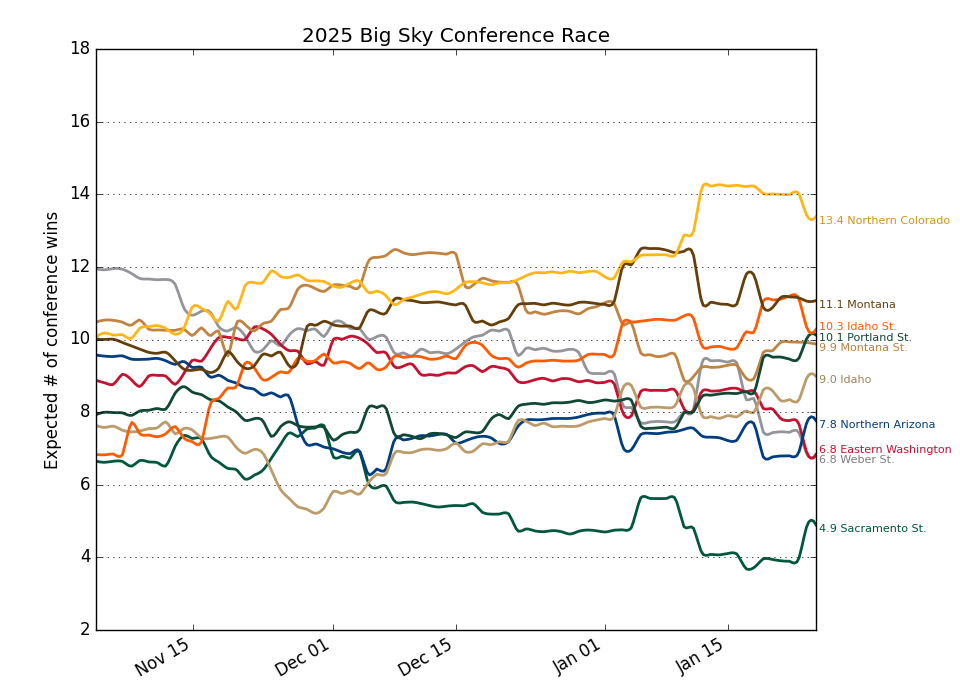 2025 Big Sky Conference Race
Expected # of conference wins
18
16
14
12
10
8
6
4
2
Nov 15
Dec 01
Dec 15
Jan 01
Jan 15
13.4 Northern Colorado
11.1 Montana
10.3 Idaho St.
10.1 Portland St.
9.9 Montana St.
9.0 Idaho
7.8 Northern Arizona
6.8 Eastern Washington
6.8 Weber St.
4.9 Sacramento St.